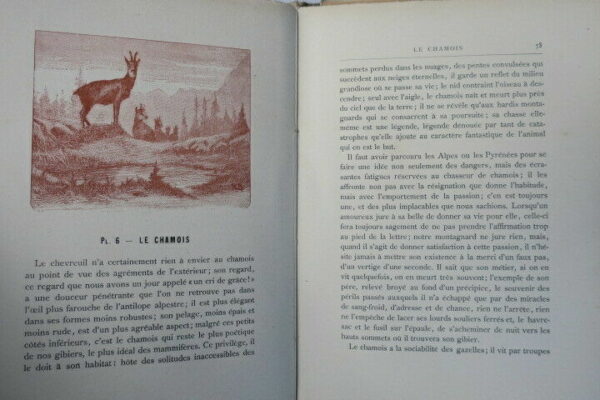 PL. 6 — LE CHAMOIS
Le chevreuil n'a certainement rien à envier au chamois
au point de vue des agréments de l'extérieur; son regard,
ce regard que nous avons un jour appelé « un cri de grâce! »
a une douceur pénétrante que l'on ne retrouve pas dans
l'œil plus farouche de l'antilope alpestre; il est plus élégant
dans ses formes moins robustes; son pelage, moins épais et
moins rude, est d'un plus agréable aspect; malgré ces petits
côtés inférieurs, c'est le chamois qui reste le plus poétique
de nos gibiers, le plus idéal des mammifères. Ce privilège, il
le doit à son habitat: hôte des solitudes inaccessibles des
LE CHAMOIS
sommets perdus dans les nuages, des pentes convulsées qui
succèdent aux neiges éternelles, il garde un reflet du milieu
grandiose où se passe sa vie; le nid contraint l'oiseau à des-
cendre; seul avec l'aigle, le chamois naît et meurt plus près
du ciel que de la terre; il ne se révèle qu'aux hardis monta-
gnards qui se consacrent à sa poursuite; sa chasse elle-
même est une légende, légende dénouée par tant de catas-
trophes qu'elle ajoute au caractère fantastique de l'animal
qui en est le but.
Il faut avoir parcouru les Alpes ou les Pyrénées pour se
faire une idée non seulement des dangers, mais des écra-
santes fatigues réservées au chasseur de chamois; il les
affronte non pas avec la résignation que donne l'habitude,
mais avec l'emportement de la passion; c'en est toujours
une, et des plus implacables que nous sachions. Lorsqu'un
amoureux jure à sa belle de donner sa vie pour elle, celle-ci
fera toujours sagement de ne pas prendre l'affirmation trop
au pied de la lettre; notre montagnard ne jure rien, mais,
quand il s'agit de donner satisfaction à cette passion, il n'hé-
site jamais à mettre son existence à la merci d'un faux pas,
d'un vertige d'une seconde. Il sait que son métier, si on en
vit quelquefois, on en meurt très souvent; l'exemple de son
père, relevé broyé au fond d'un précipice, le souvenir des
périls passés auxquels il n'a échappé que par des miracles
de sang-froid, d'adresse et de chance, rien ne l'arrête, rien
ne l'empêche de lacer ses lourds souliers ferrés et, le havre-
sac et le fusil sur l'épaule, de s'acheminer de nuit vers les
hauts sommets où il trouvera son gibier.
Le chamois a la sociabilité des gazelles; il vit par troupes